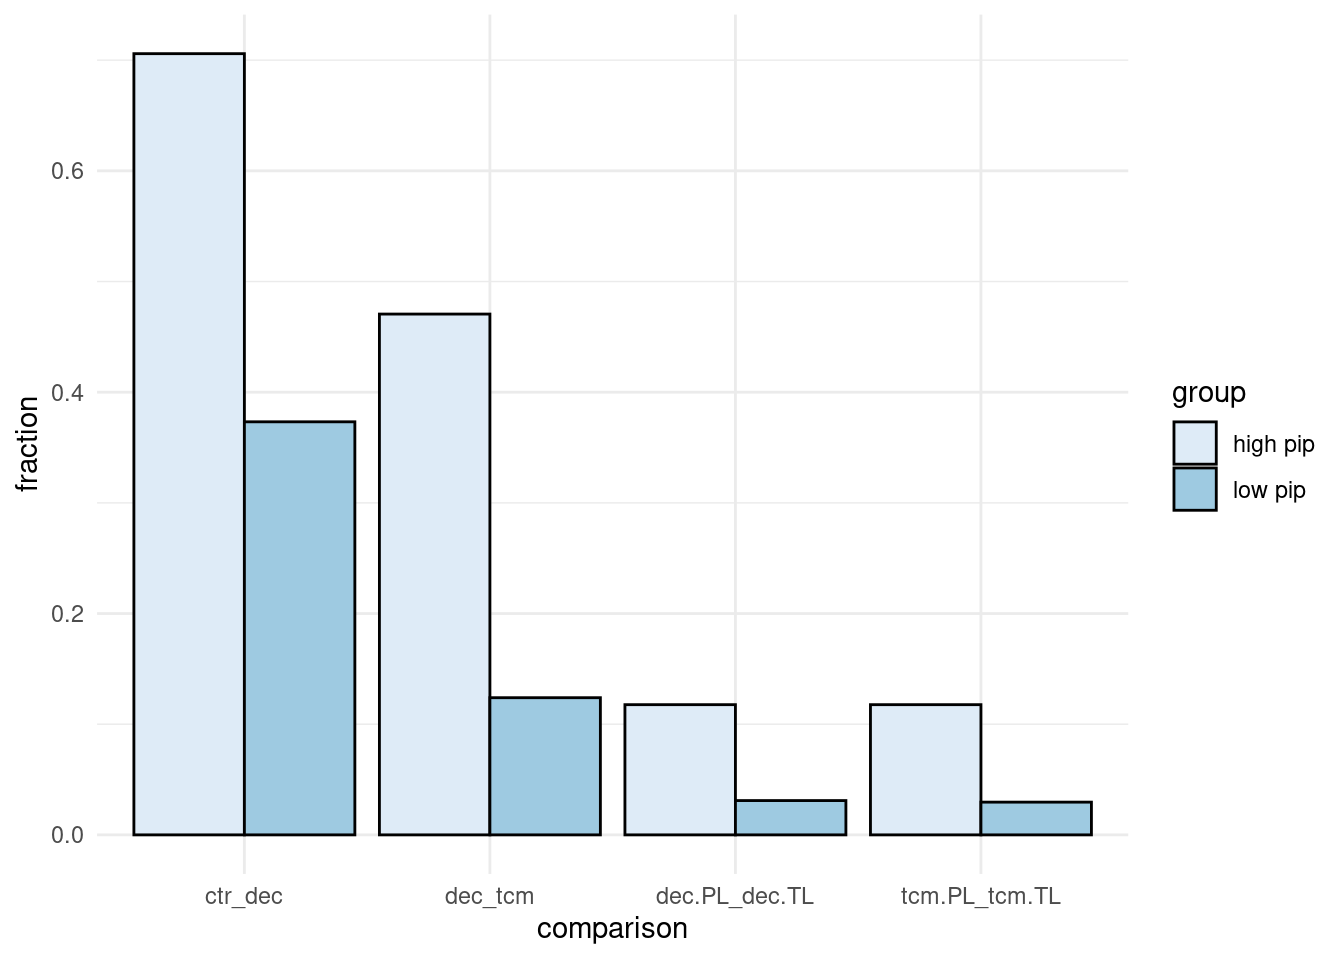 fraction
0.6
0.4
0.2
0.0
ctr_dec
dec_tcm
dec.PL_dec.TL
tcm.PL_tcm.TL
comparison
group
high pip
low pip